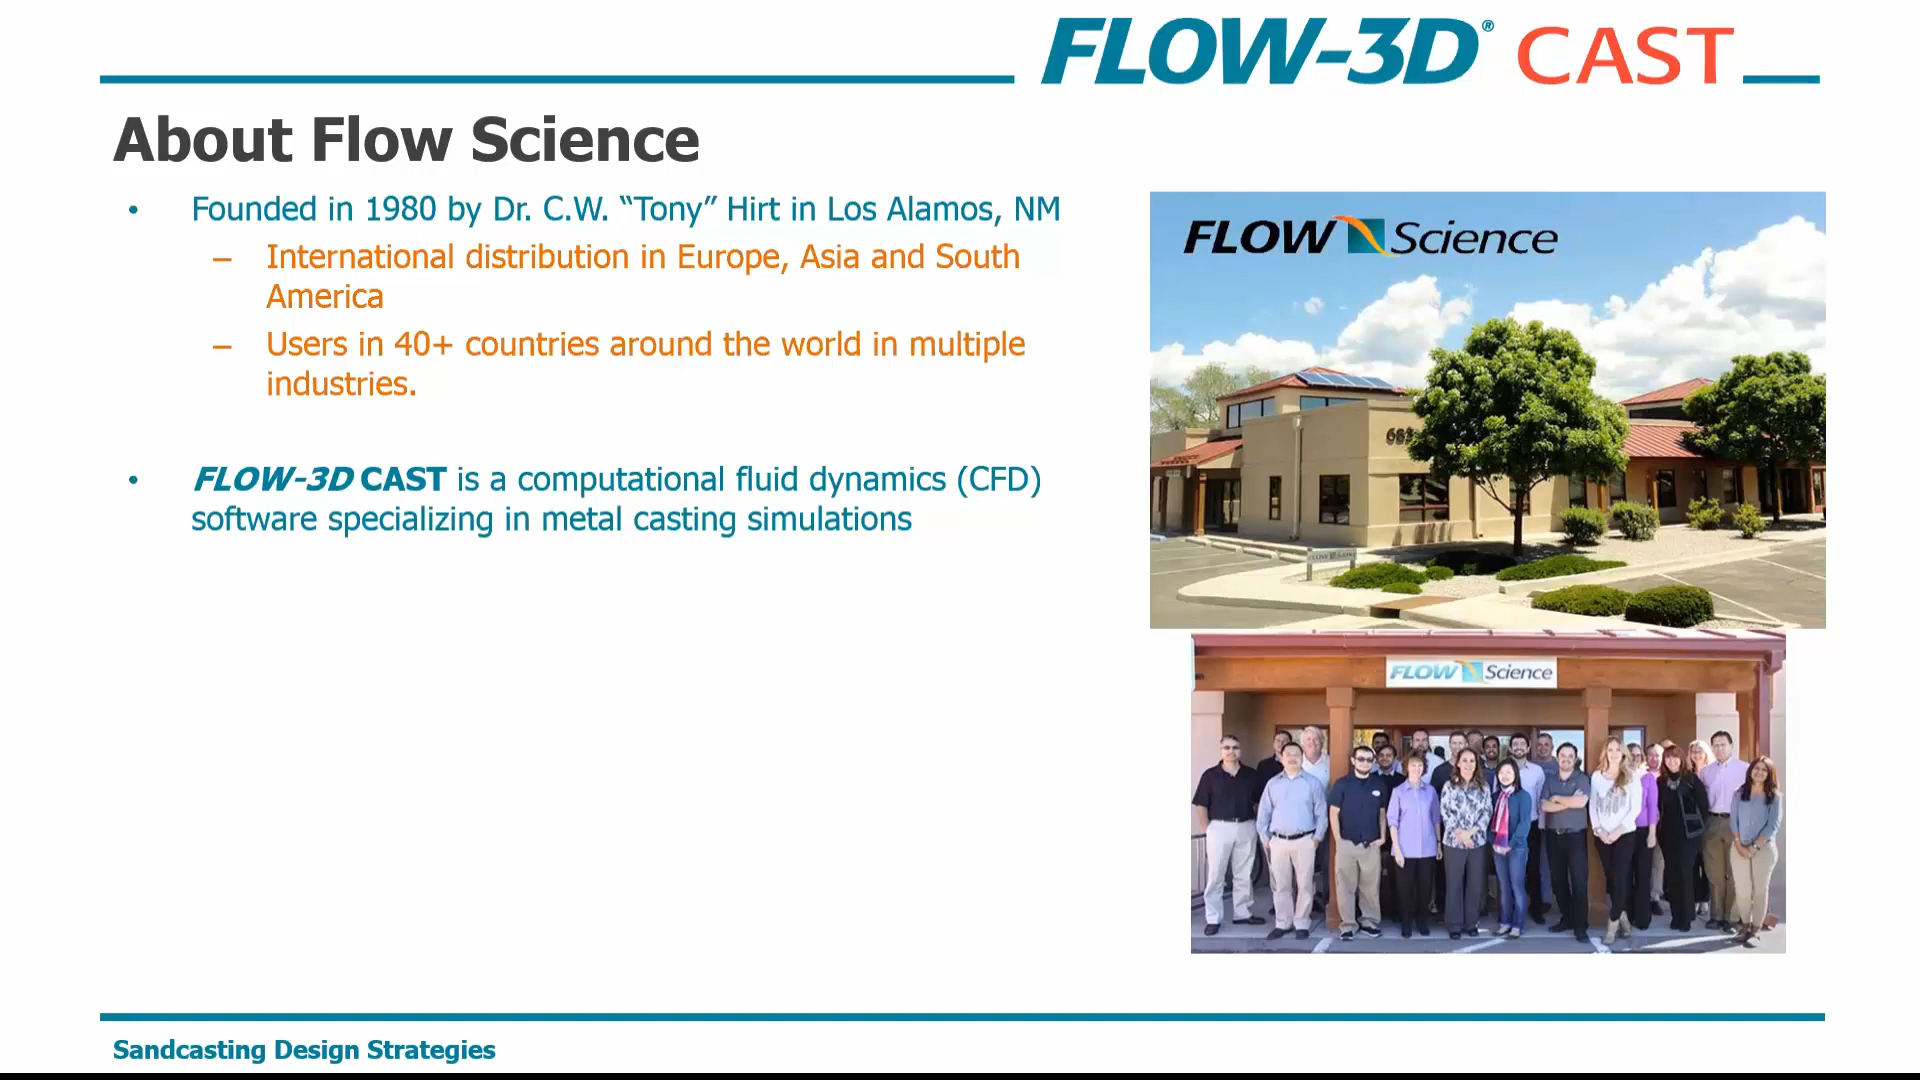 FLOW-3D® CAST
About Flow Science
• Founded in 1980 by Dr. C.W. “Tony” Hirt in Los Alamos, NM
– International distribution in Europe, Asia and South
America
– Users in 40+ countries around the world in multiple
industries.
• FLOW-3D CAST is a computational fluid dynamics (CFD)
software specializing in metal casting simulations
FLOW Science
FLOW Science
Sandcasting Design Strategies